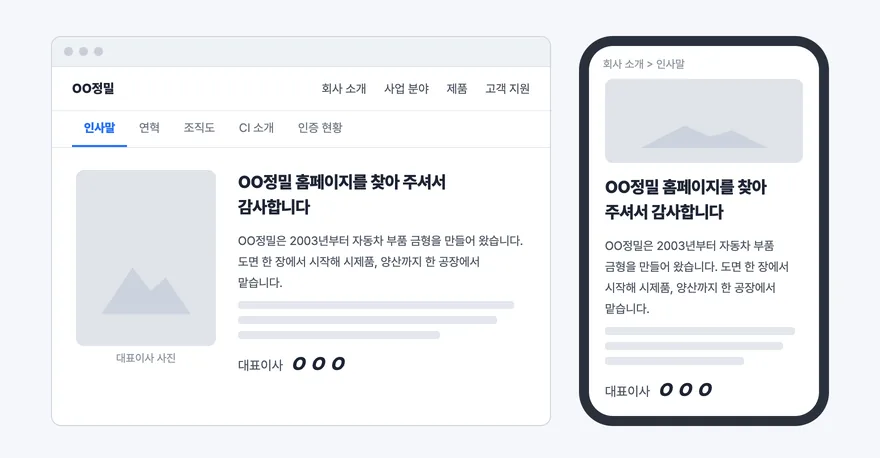 OO정밀
회사 소개 사업 분야 제품 고객 지원
인사말 연혁 조직도 CI 소개 인증 현황
대표이사 사진
OO정밀 홈페이지를 찾아 주셔서
감사합니다
OO정밀은 2003년부터 자동차 부품 금형을 만들어 왔습니다.
도면 한 장에서 시작해 시제품, 양산까지 한 공장에서
맡습니다.
대표이사 O O O
회사 소개 > 인사말
OO정밀 홈페이지를 찾아
주셔서 감사합니다
OO정밀은 2003년부터 자동차 부품
금형을 만들어 왔습니다. 도면 한 장에서
시작해 시제품, 양산까지 한 공장에서
맡습니다.
대표이사 O O O